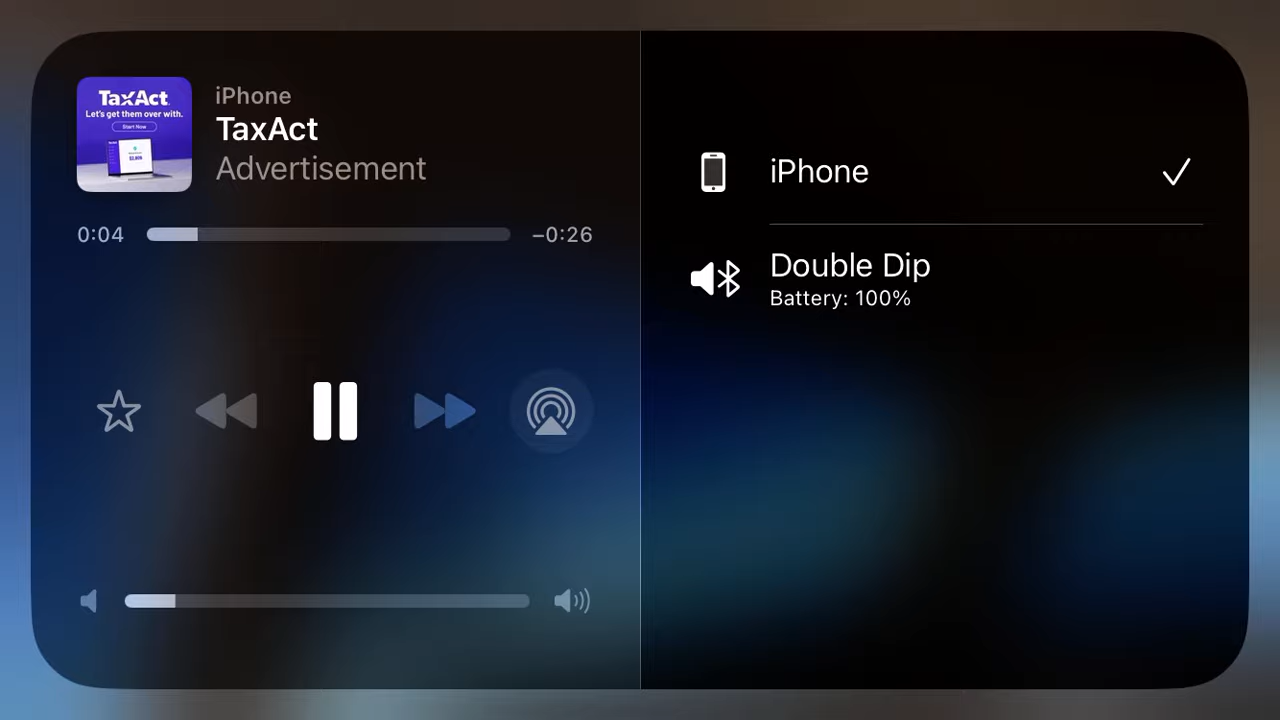 TaxAct
Let's get them over with.
Start Now
iPhone
TaxAct
Advertisement
0:04
−0:26
iPhone
Double Dip
Battery: 100%